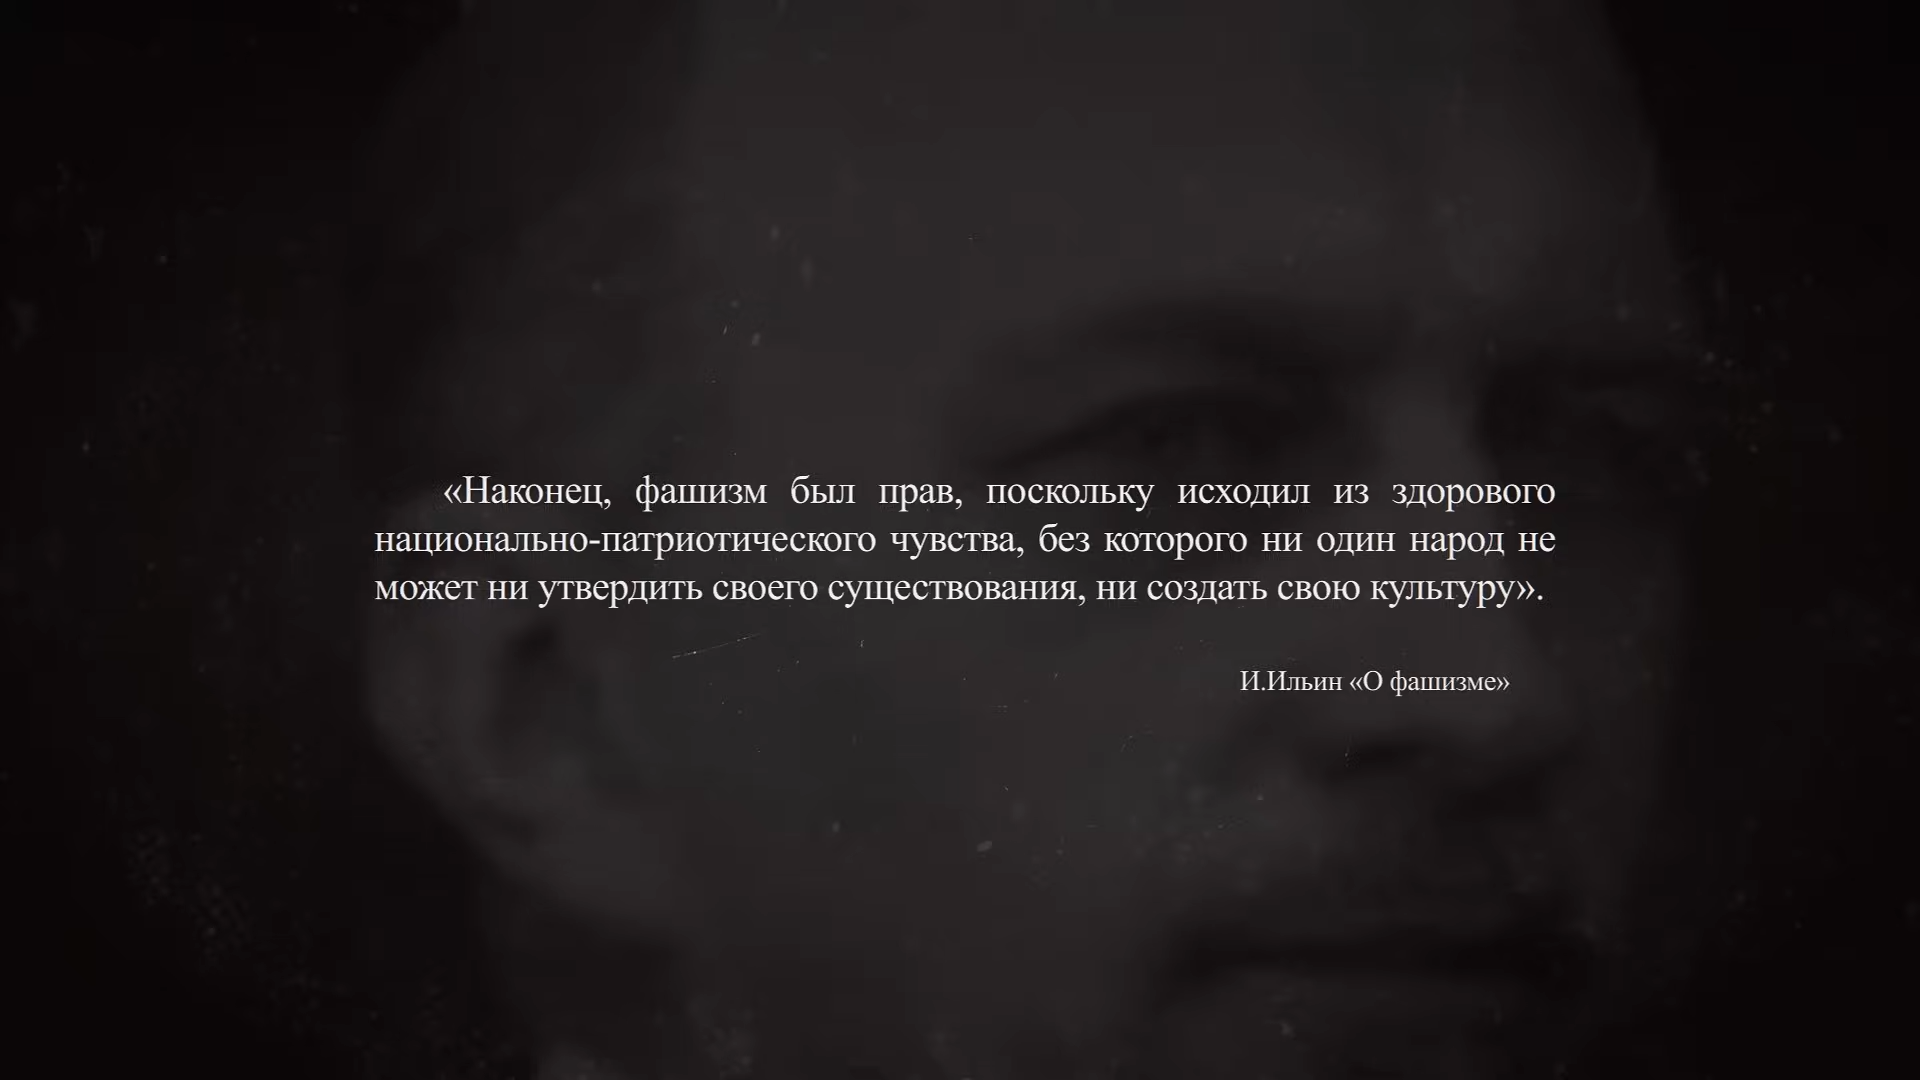 «Наконец, фашизм был прав, поскольку исходил из здорового
национально-патриотического чувства, без которого ни один народ не
может ни утвердить своего существования, ни создать свою культуру».
И.Ильин «О фашизме»